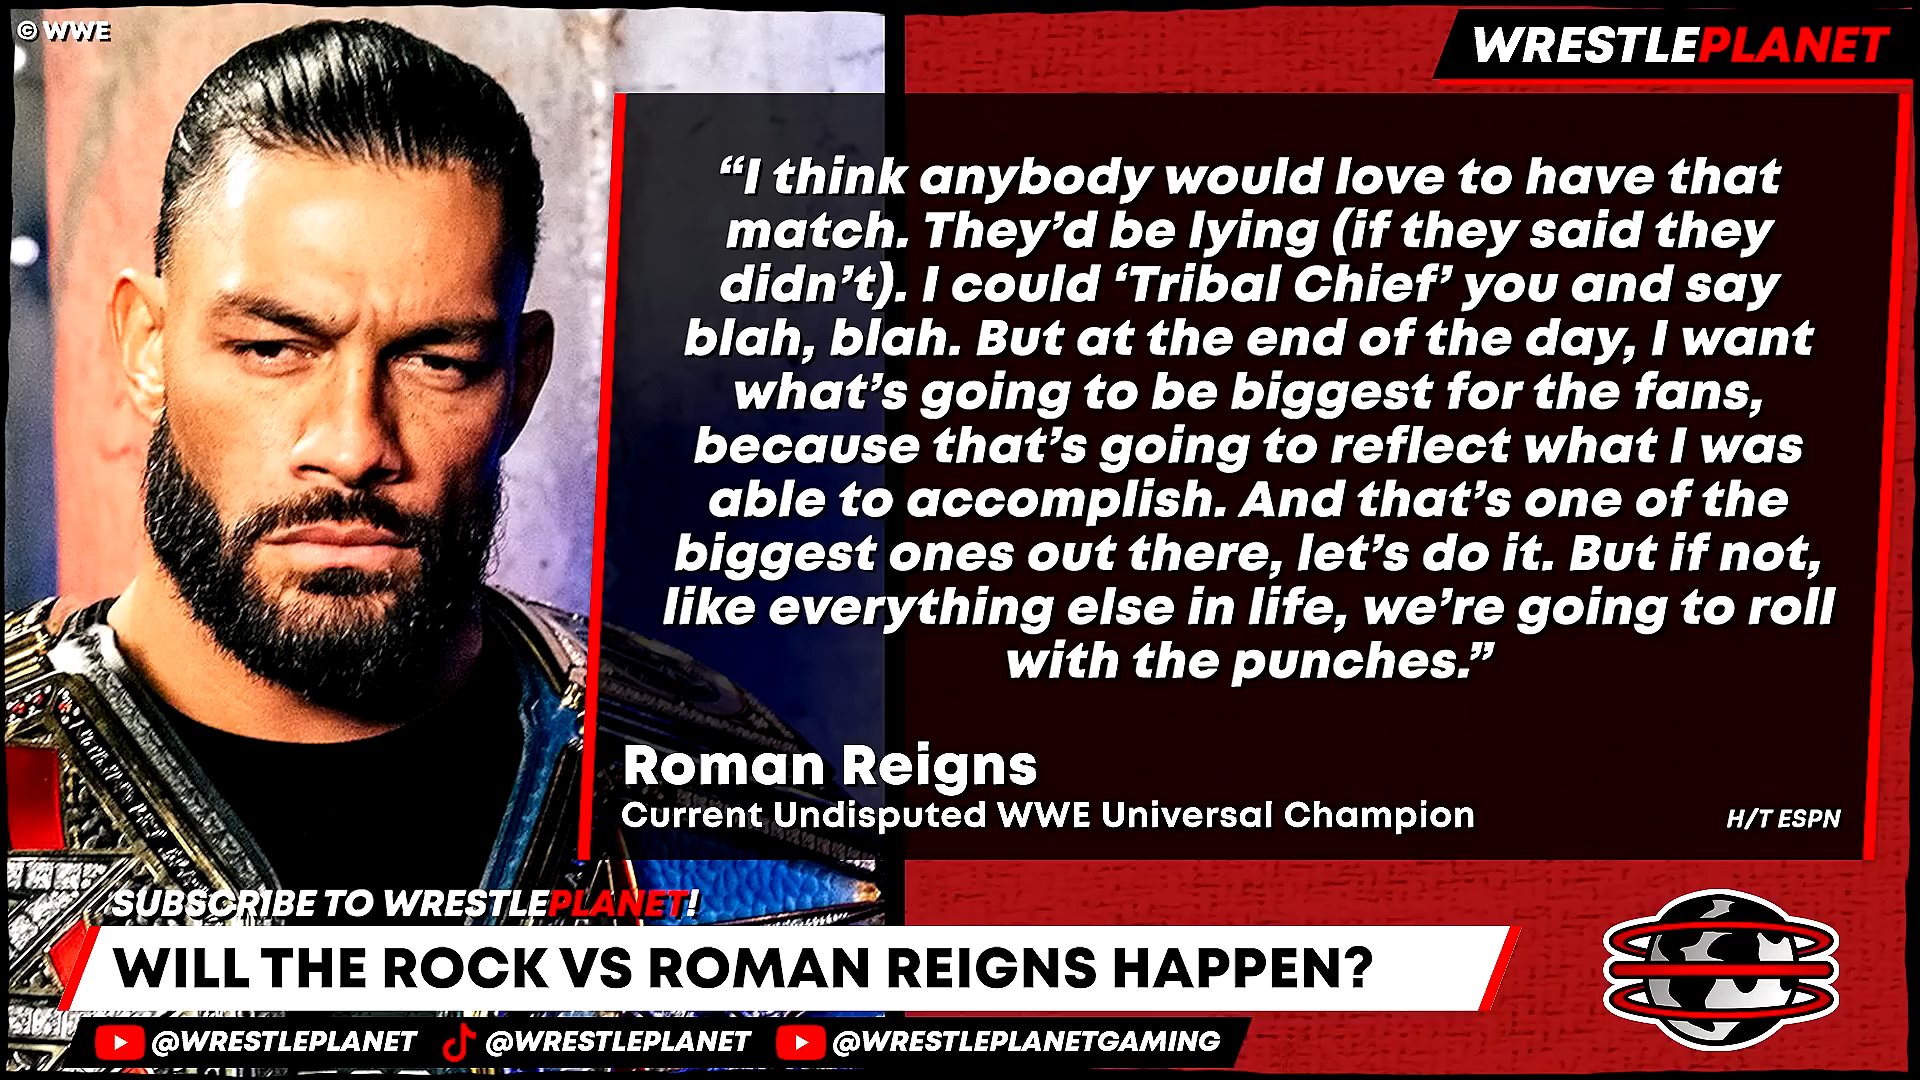 © WWE
WRESTLEPLANET
“I think anybody would love to have that
match. They’d be lying (if they said they
didn’t). I could ‘Tribal Chief’ you and say
blah, blah. But at the end of the day, I want
what’s going to be biggest for the fans,
because that’s going to reflect what I was
able to accomplish. And that’s one of the
biggest ones out there, let’s do it. But if not,
like everything else in life, we’re going to roll
with the punches.”
Roman Reigns
Current Undisputed WWE Universal Champion
H/T ESPN
SUBSCRIBE TO WRESTLEPLANET!
WILL THE ROCK VS ROMAN REIGNS HAPPEN?
@WRESTLEPLANET @WRESTLEPLANET @WRESTLEPLANETGAMING